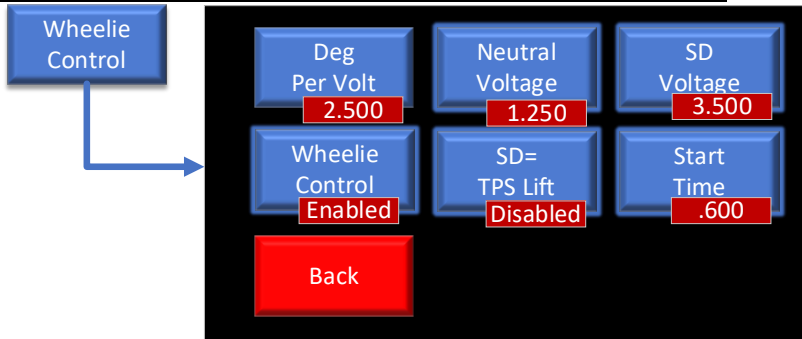 Wheelie
Control
Deg
Per Volt
2.500
Neutral
Voltage
1.250
SD
Voltage
3.500
Wheelie
Control
Enabled
SD=
TPS Lift
Disabled
Start
Time
.600
Back